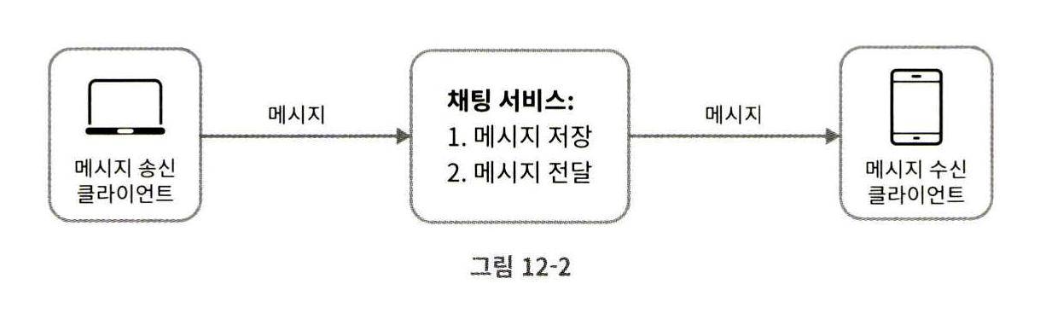 메시지 송신
클라이언트
메시지
채팅 서비스:
1. 메시지 저장
2. 메시지 전달
메시지
메시지 수신
클라이언트
그림 12-2